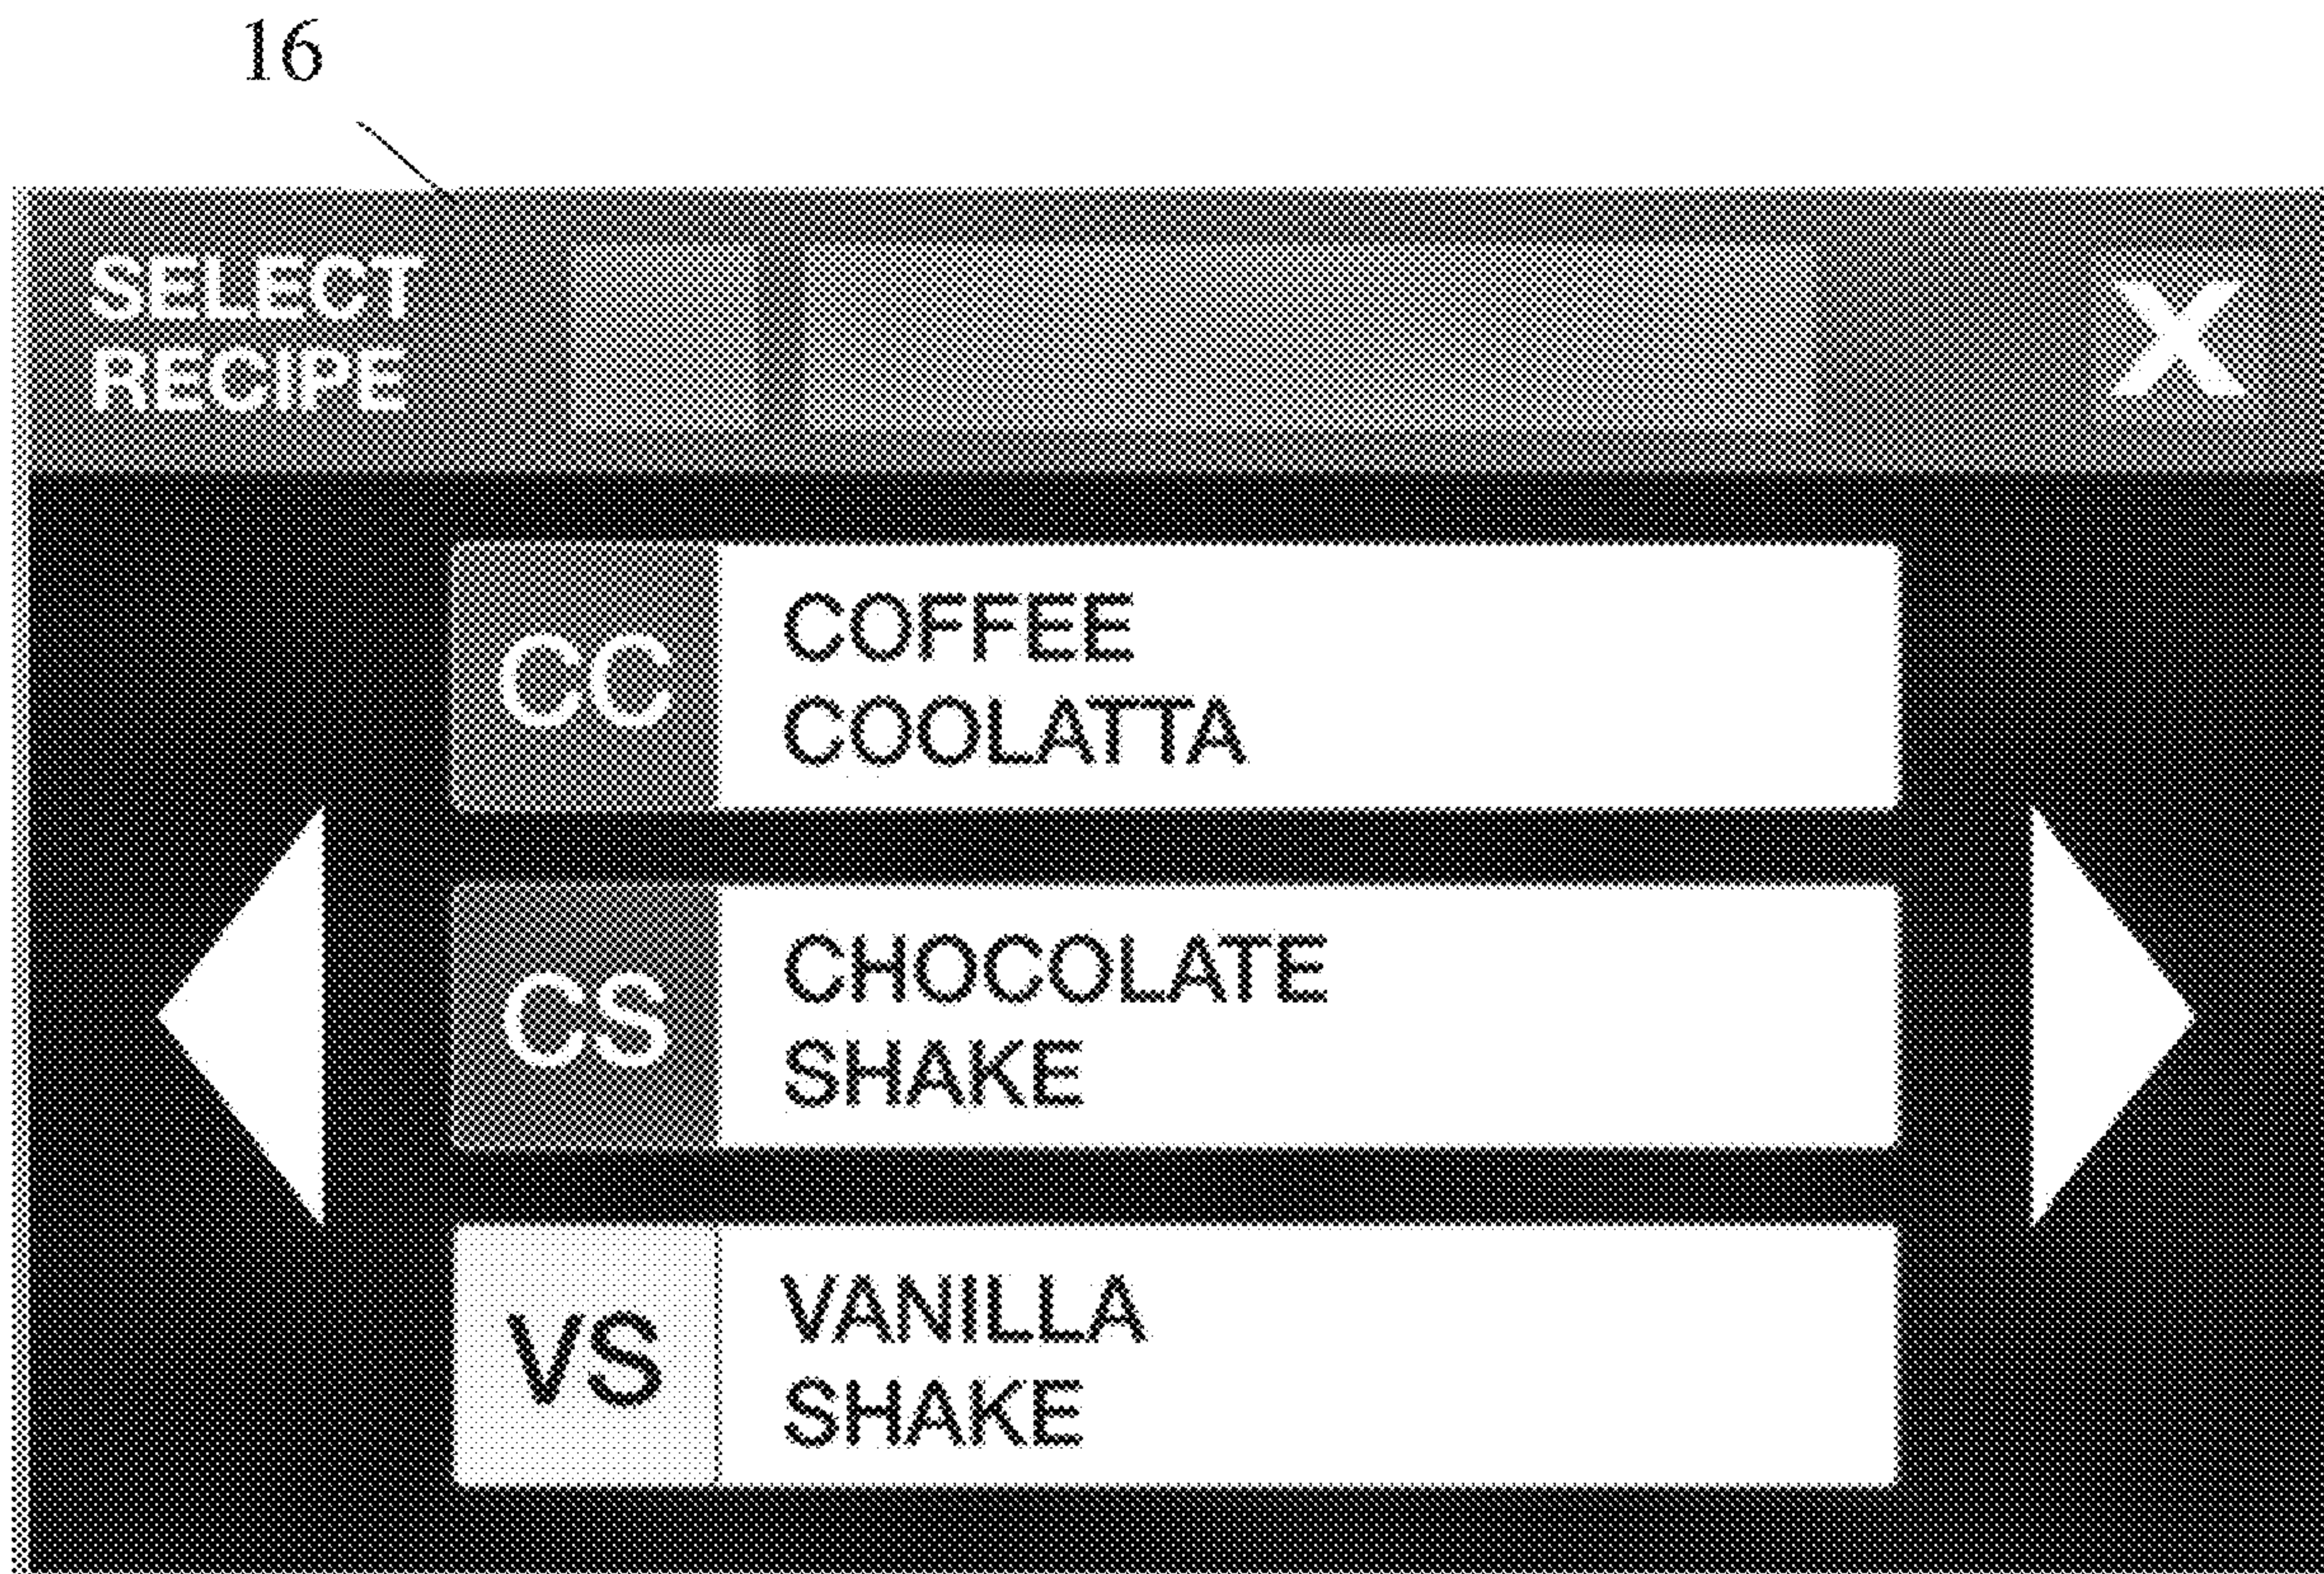 16
SELECT
RECIPE
X
CC
COFFEE
COOLATTA
CS
CHOCOLATE
SHAKE
VS
VANILLA
SHAKE